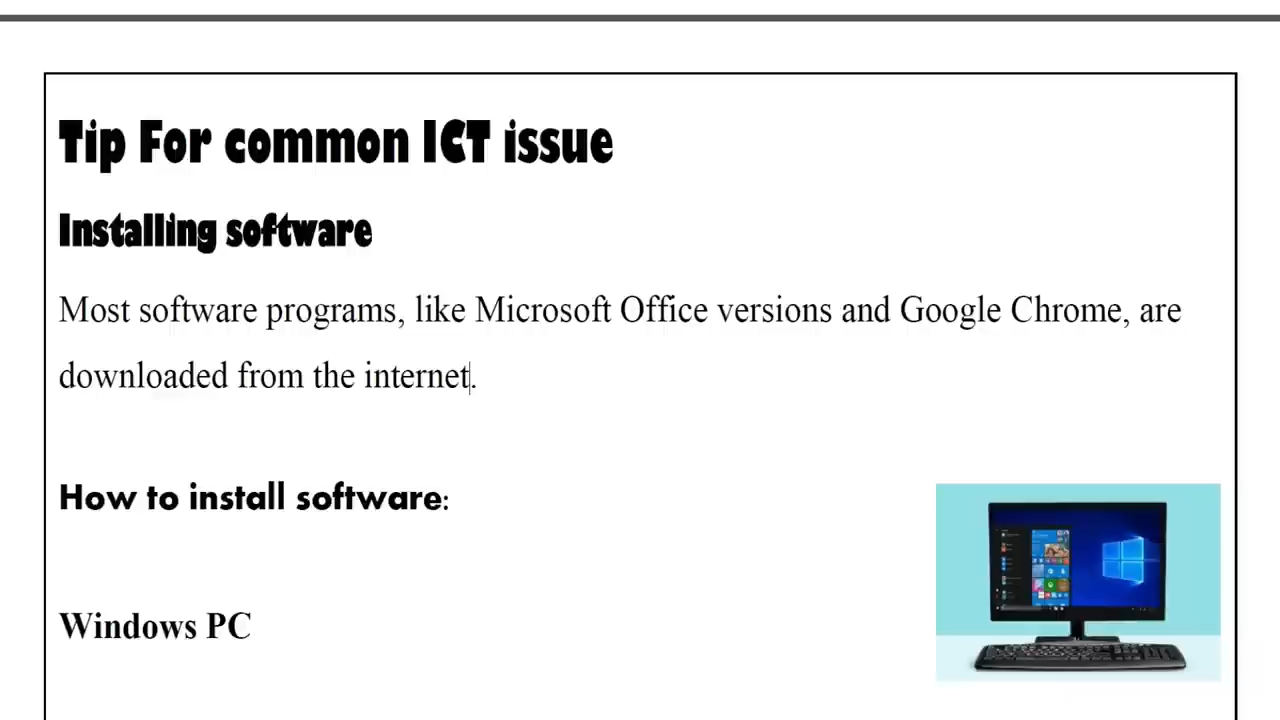 Tip For common ICT issue
Installing software
Most software programs, like Microsoft Office versions and Google Chrome, are
downloaded from the internet.
How to install software:
Windows PC